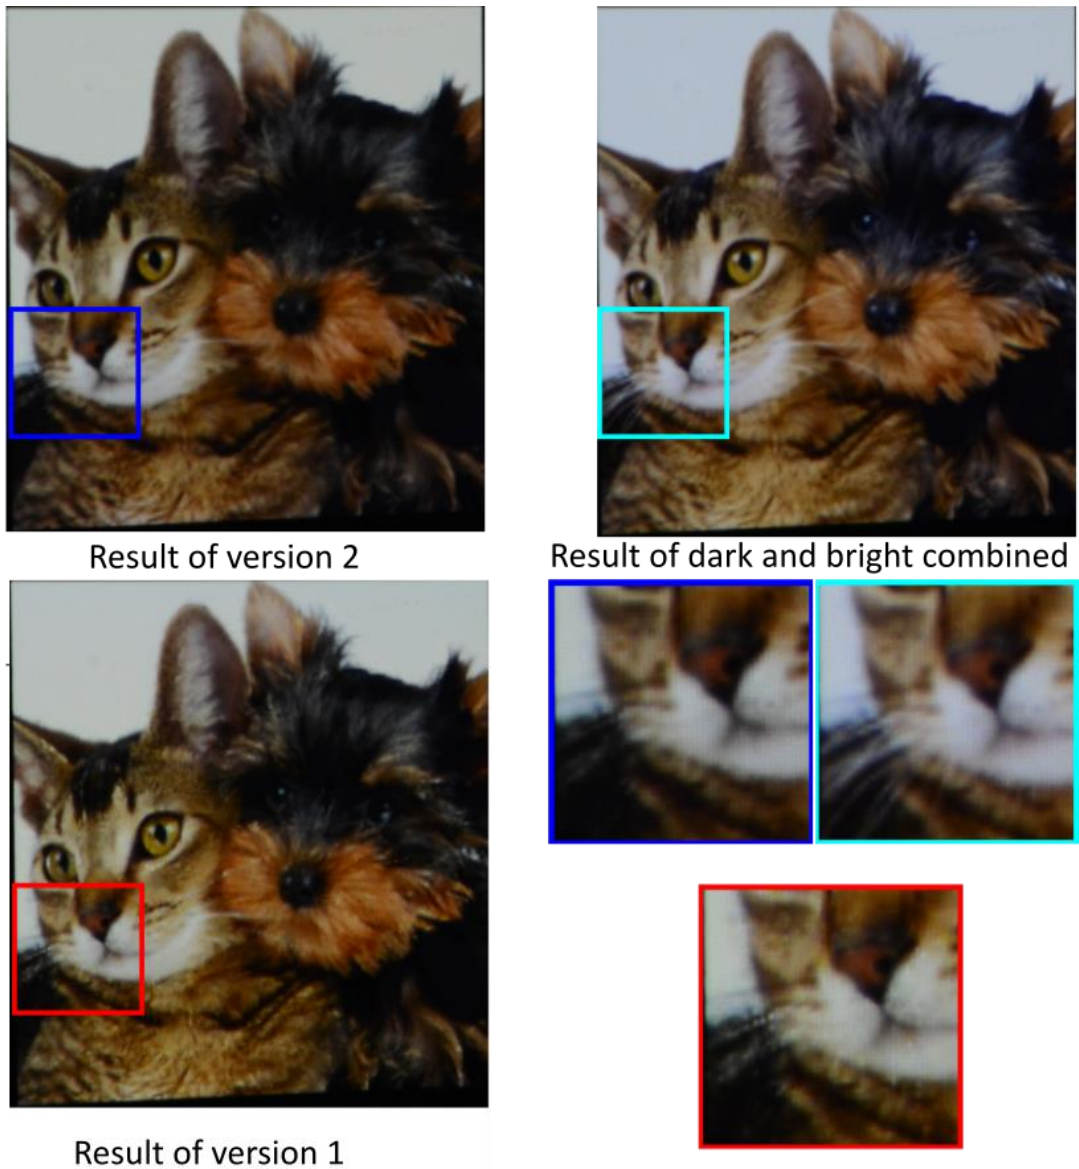 Result of version 2
Result of dark and bright combined
Result of version 1